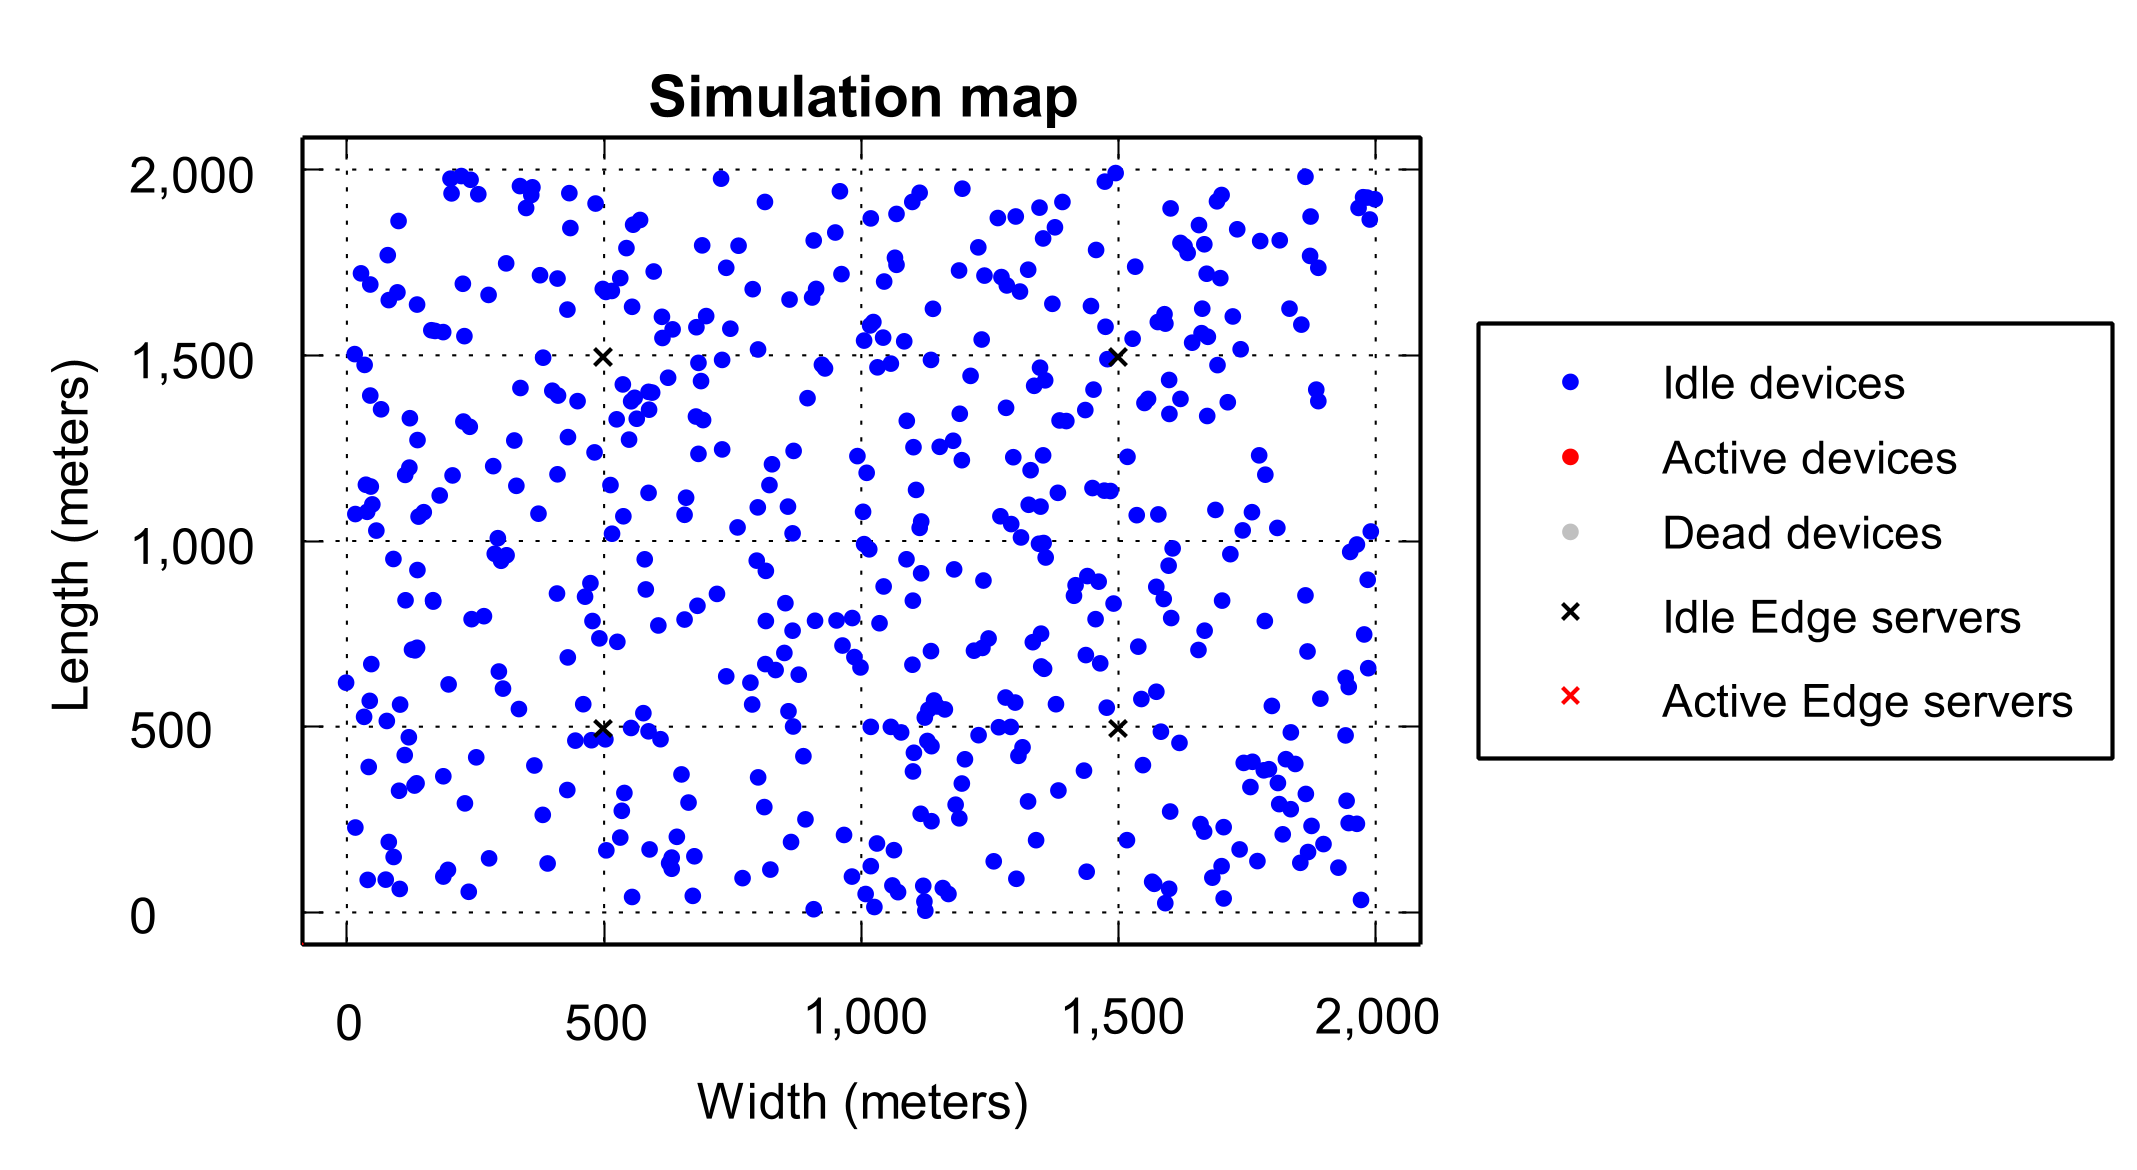 Simulation map
Length (meters)
2,000
1,500
1,000
500
0
0
500
1,000
1,500
2,000
Width (meters)
Idle devices
Active devices
Dead devices
Idle Edge servers
Active Edge servers